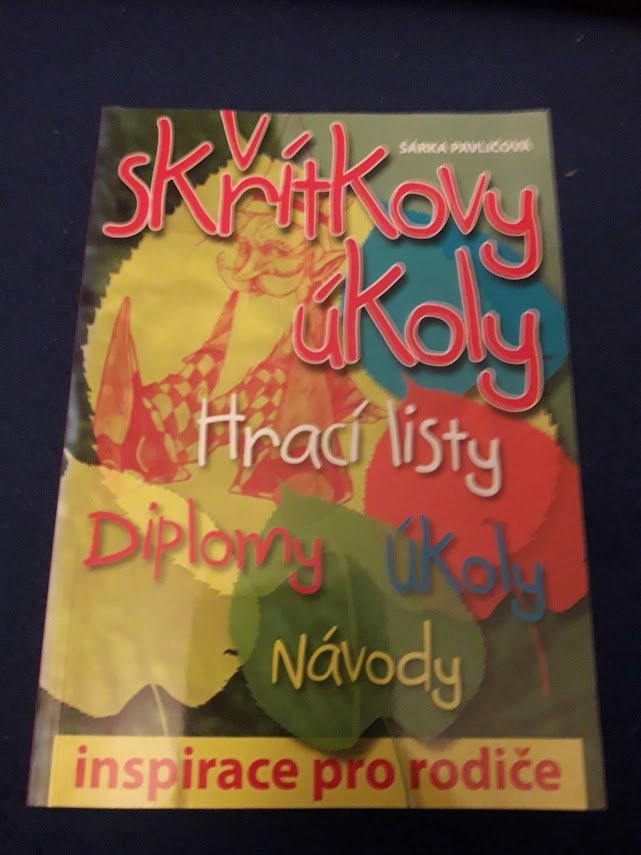 ŠÁRKA PAVLIČOVÁ
skřítkovy
úkoly
Hrací listy
Diplomy úkoly
Návody
inspirace pro rodiče